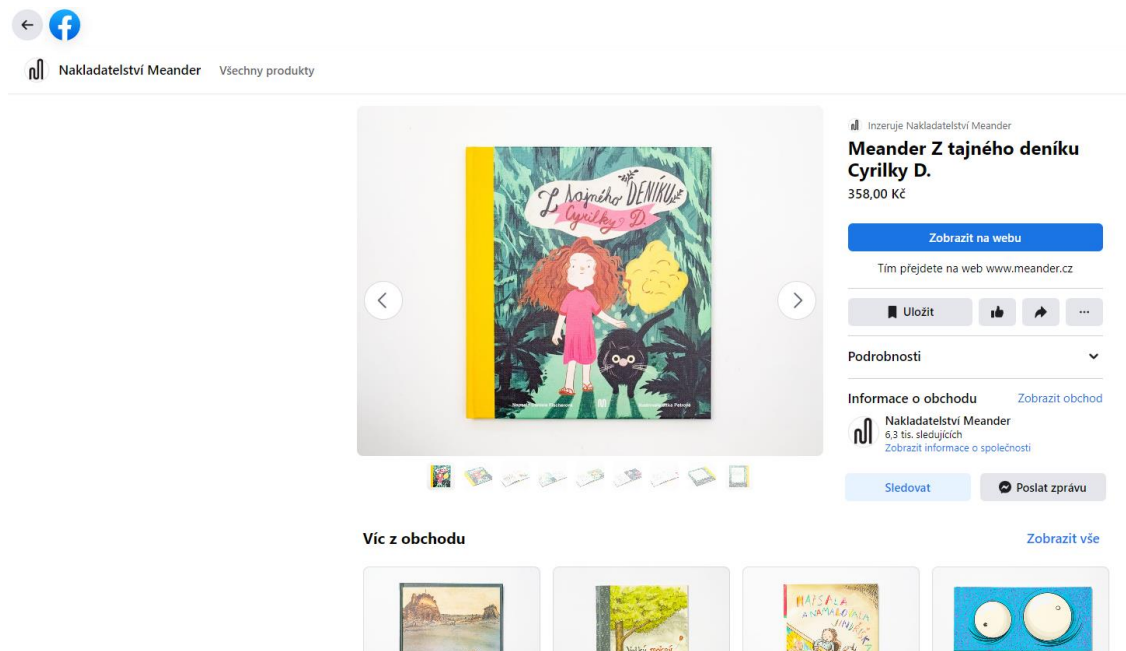 Nakladatelství Meander
Všechny produkty
Z tajného DENÍKU
Cyrilky D.
Inzeruje Nakladatelství Meander
Meander Z tajného deníku
Cyrilky D.
358,00 Kč
Zobrazit na webu
Tím přejdete na web www.meander.cz
Uložit
Podrobnosti
Informace o obchodu
Zobrazit obchod
Nakladatelství Meander
6,3 tis. sledujících
Zobrazit informace o společnosti
Sledovat
Poslat zprávu
Víc z obchodu
Zobrazit vše
NAPSALA
A NAMALOVALA